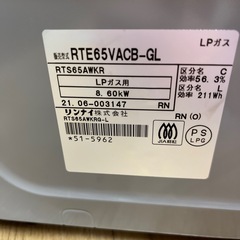 LPガス
販売型式 RTE65VACB-GL
RTS65AWKR
LPガス用
8.60kW
21.06-003147 RN
リンナイ株式会社
RTS65AWKRG-L
*51-5962
区分名 C
効率56.3%
区分名 L
効率 211Wh
RN (O)
JIA認証
PS
LPG